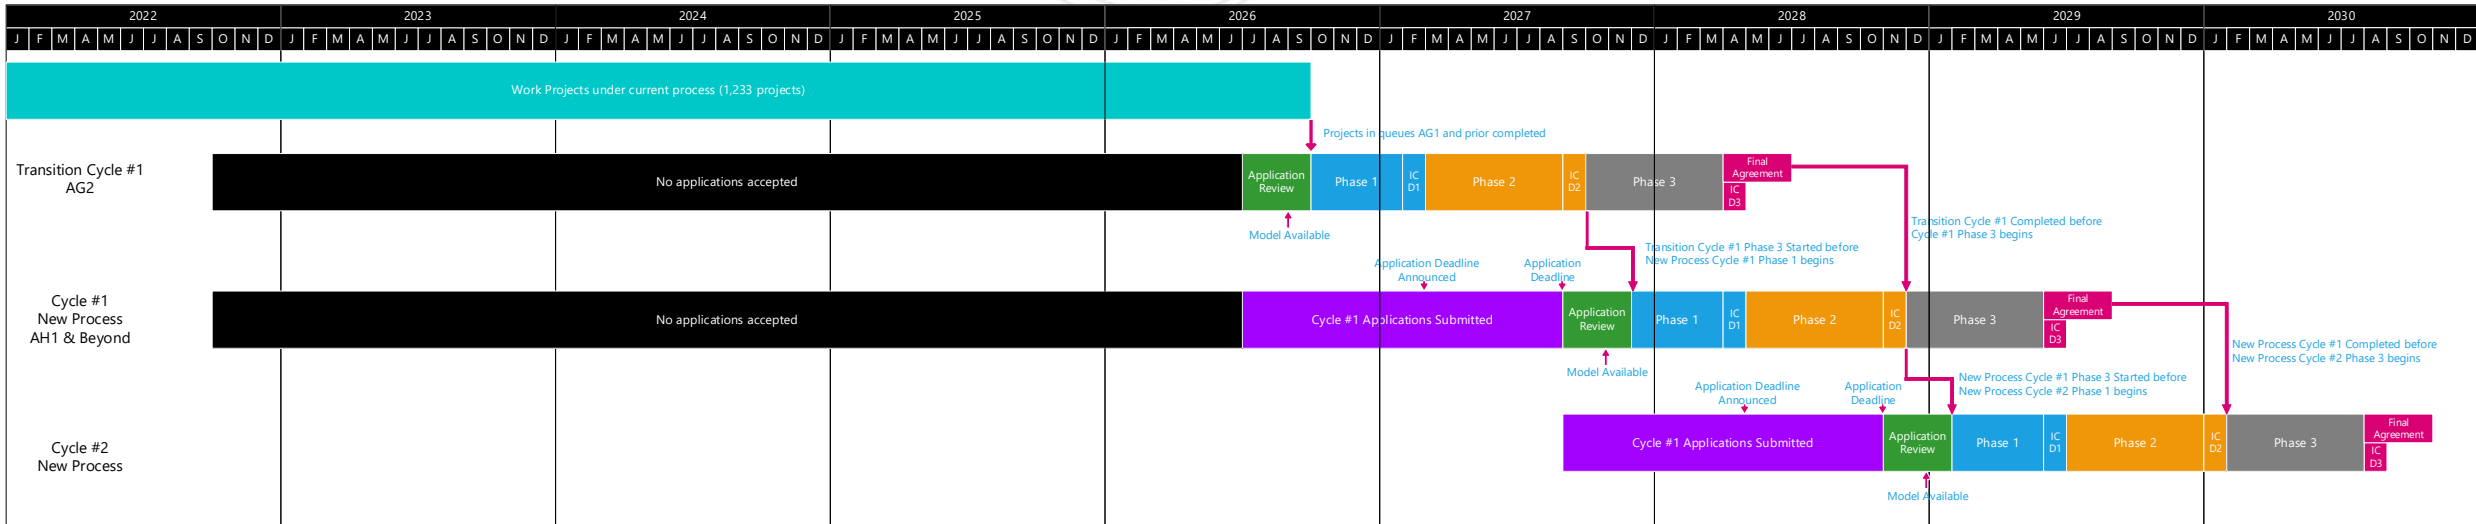 2022 2023 2024 2025 2026 2027 2028 2029 2030
J F M A M J J A S O N D J F M A M J J A S O N D J F M A M J J A S O N D J F M A M J J A S O N D J F M A M J J A S O N D J F M A M J J A S O N D J F M A M J J A S O N D J F M A M J J A S O N D J F M A M J J A S O N D
Work Projects under current process (1,233 projects)
Projects in queues AG1 and prior completed
Transition Cycle #1
AG2
No applications accepted
Application
Review
Phase 1
IC
D1
Phase 2
IC
D2
Phase 3
Final
Agreement
IC
D3
Model Available
Transition Cycle #1 Completed before
Cycle #1 Phase 3 begins
Transition Cycle #1 Phase 3 Started before
New Process Cycle #1 Phase 1 begins
Application Deadline
Announced
Application
Deadline
Cycle #1
New Process
AH1 & Beyond
No applications accepted
Cycle #1 Applications Submitted
Application
Review
Phase 1
IC
D1
Phase 2
IC
D2
Phase 3
Final
Agreement
IC
D3
Model Available
New Process Cycle #1 Completed before
New Process Cycle #2 Phase 3 begins
New Process Cycle #1 Phase 3 Started before
New Process Cycle #2 Phase 1 begins
Application Deadline
Announced
Application
Deadline
Cycle #2
New Process
Cycle #1 Applications Submitted
Application
Review
Phase 1
IC
D1
Phase 2
IC
D2
Phase 3
Final
Agreement
IC
D3
Model Available